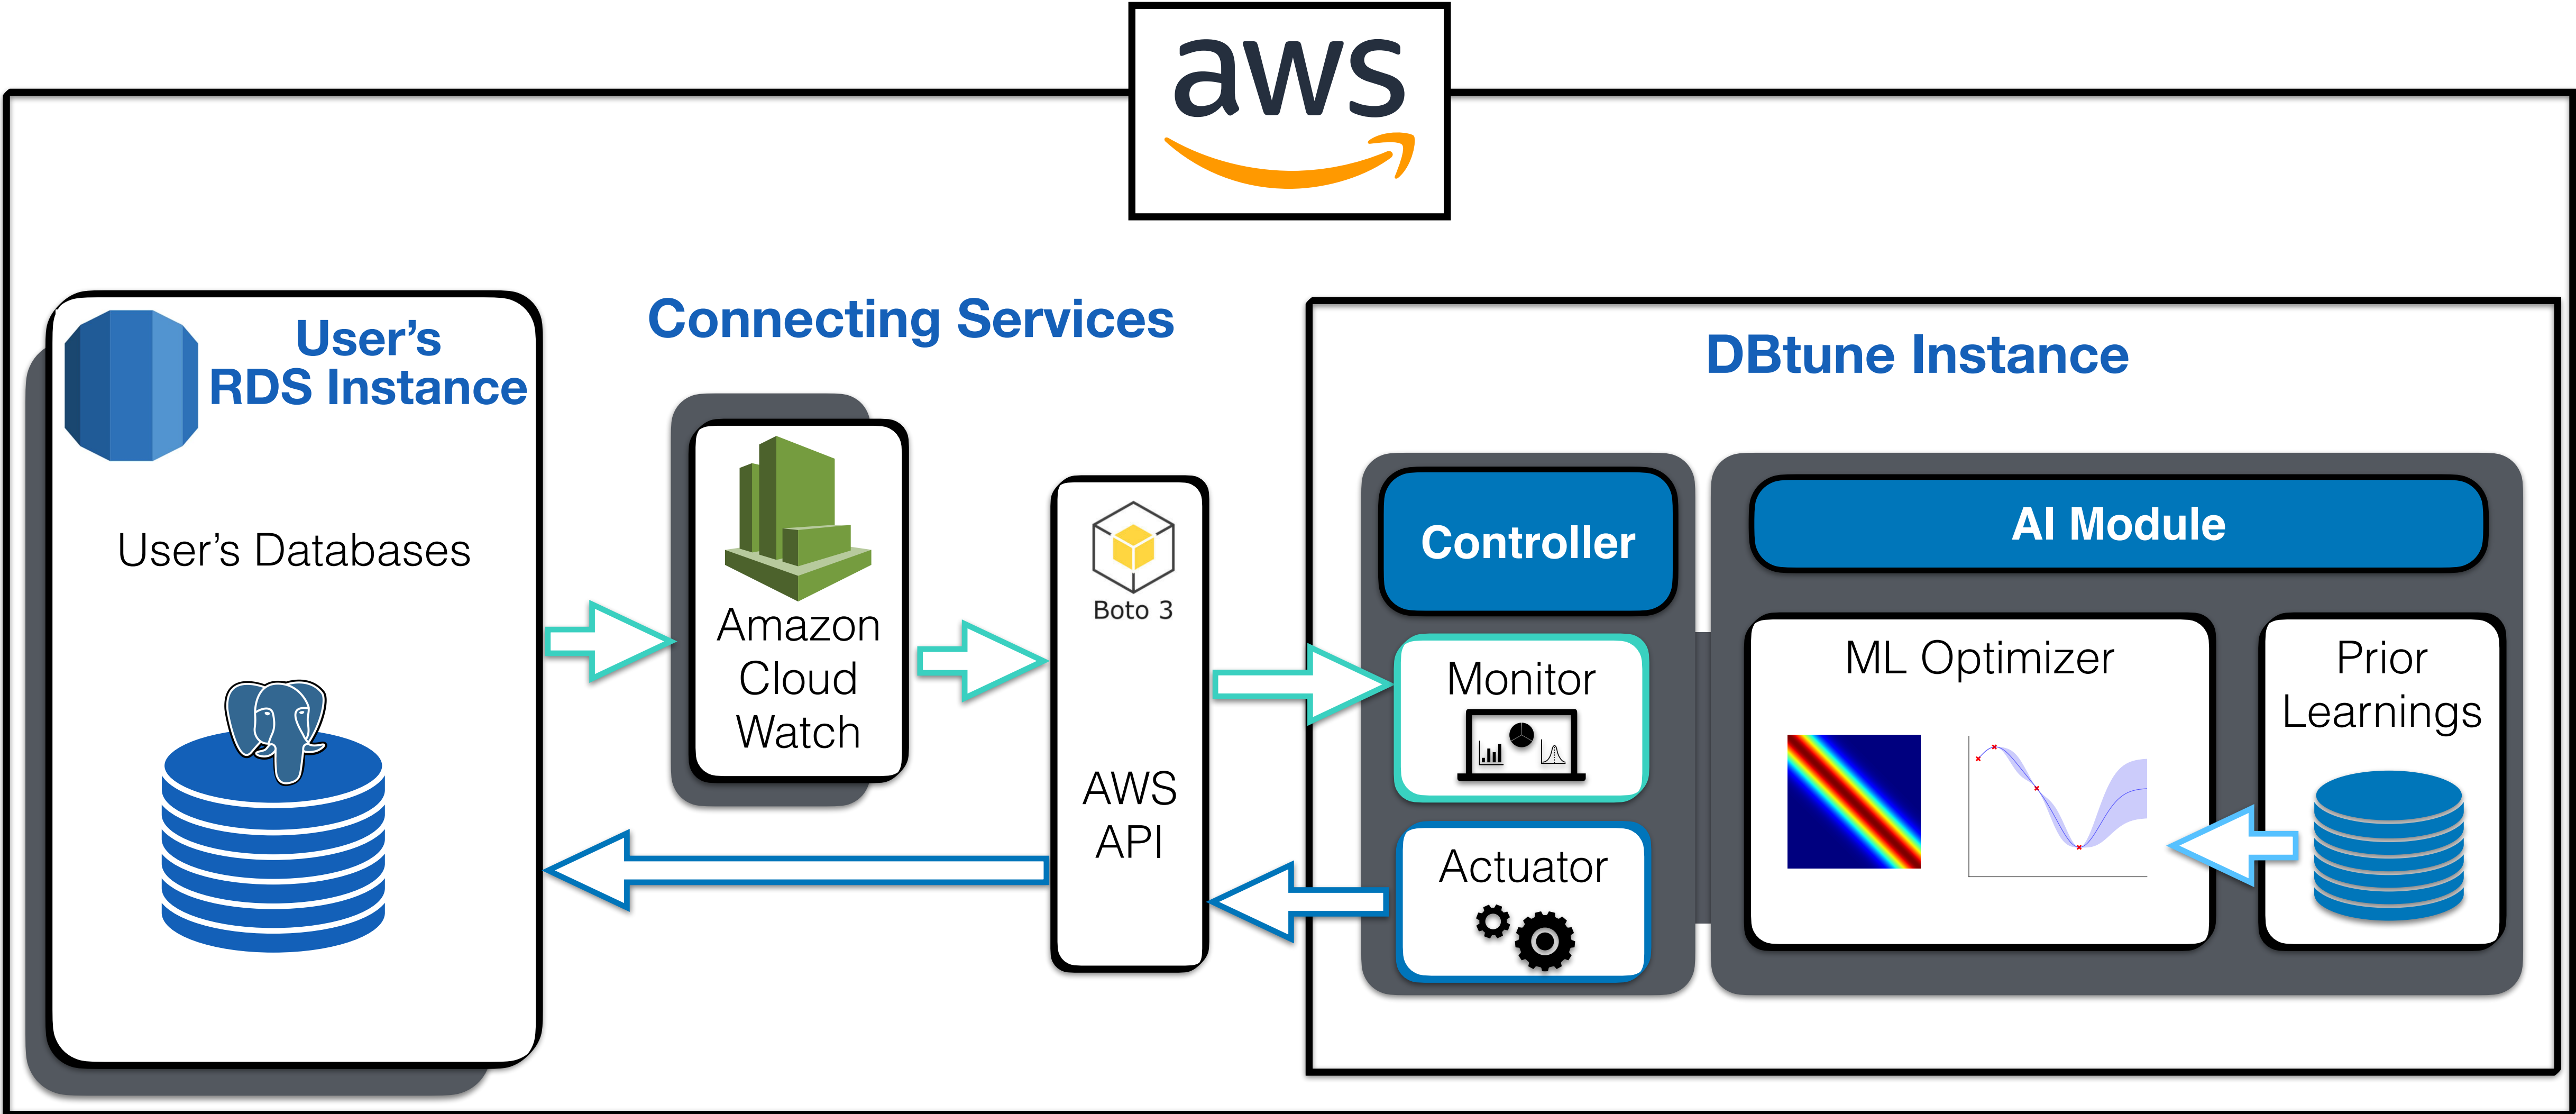 aws
User’s
RDS Instance
User’s Databases
Connecting Services
Amazon
Cloud
Watch
Boto 3
AWS
API
DBtune Instance
Controller
Monitor
Actuator
AI Module
ML Optimizer
Prior
Learnings